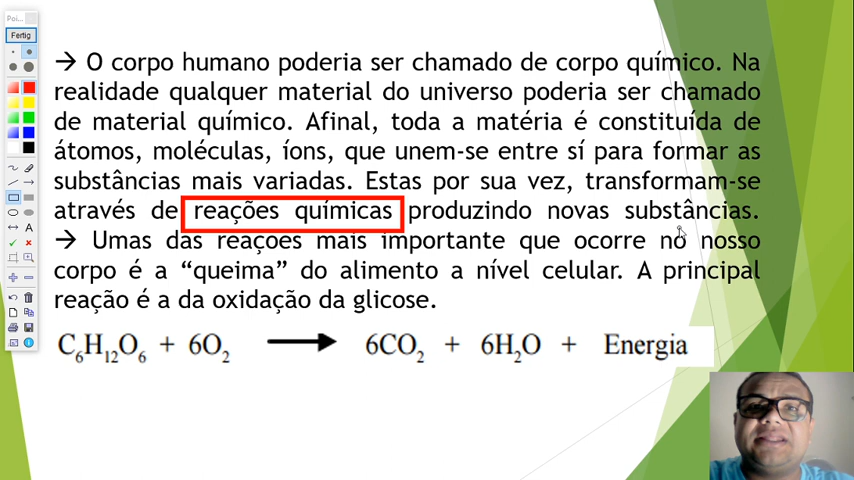 Poi...
Fertig
→ O corpo humano poderia ser chamado de corpo químico. Na
realidade qualquer material do universo poderia ser chamado
de material químico. Afinal, toda a matéria é constituída de
átomos, moléculas, íons, que unem-se entre sí para formar as
substâncias mais variadas. Estas por sua vez, transformam-se
através de reações químicas produzindo novas substâncias.
→ Umas das reações mais importante que ocorre no nosso
corpo é a “queima” do alimento a nível celular. A principal
reação é a da oxidação da glicose.
C₆H₁₂O₆ + 6O₂ → 6CO₂ + 6H₂O + Energia